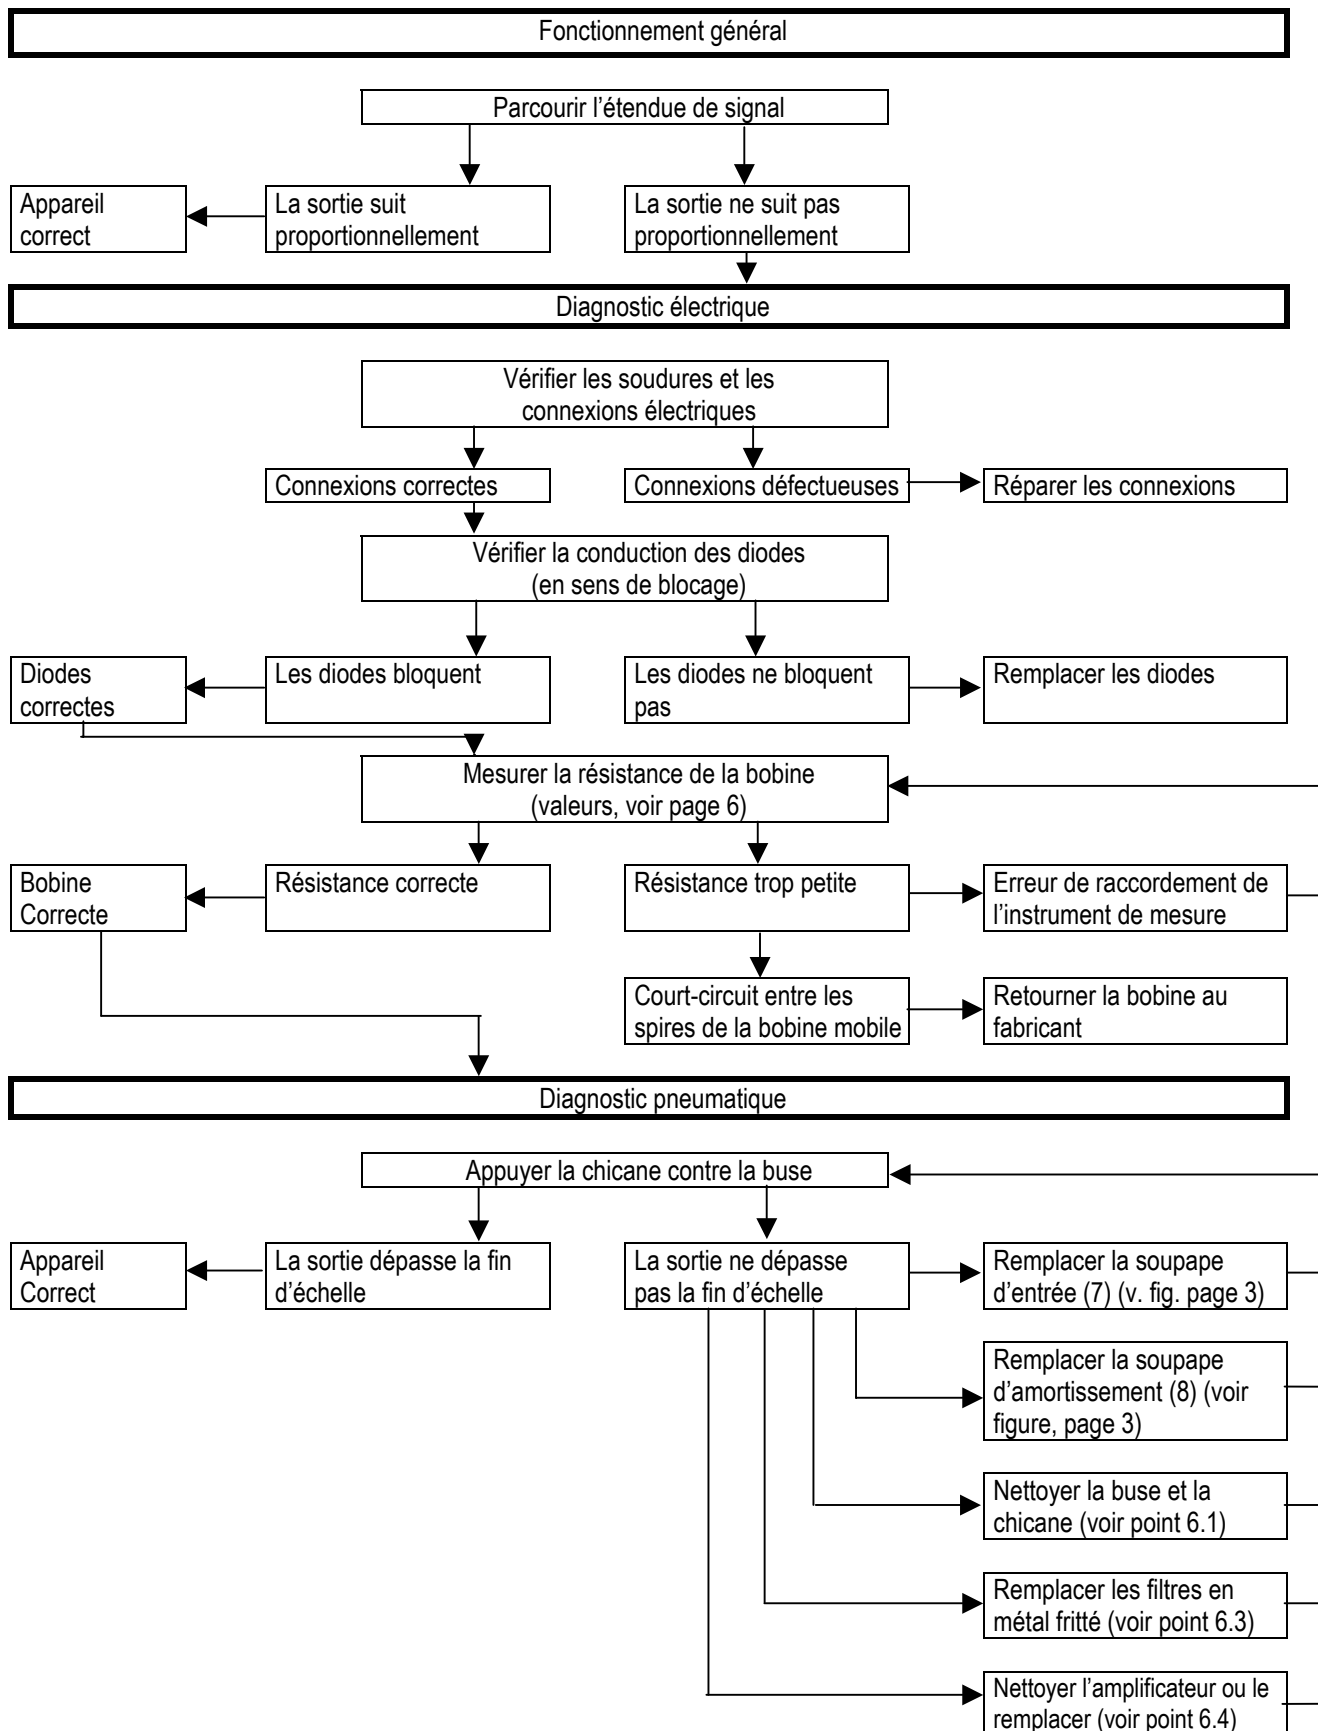 Fonctionnement général
Parcourir l'étendue de signal
Appareil
correct
La sortie suit
proportionnellement
La sortie ne suit pas
proportionnellement
Diagnostic électrique
Vérifier les soudures et les
connexions électriques
Connexions correctes
Connexions défectueuses
Réparer les connexions
Vérifier la conduction des diodes
(en sens de blocage)
Diodes
correctes
Les diodes bloquent
Les diodes ne bloquent
pas
Remplacer les diodes
Mesurer la résistance de la bobine
(valeurs, voir page 6)
Bobine
Correcte
Résistance correcte
Résistance trop petite
Erreur de raccordement de
l'instrument de mesure
Court-circuit entre les
spires de la bobine mobile
Retourner la bobine au
fabricant
Diagnostic pneumatique
Appuyer la chicane contre la buse
Appareil
Correct
La sortie dépasse la fin
d'échelle
La sortie ne dépasse
pas la fin d'échelle
Remplacer la soupape
d'entrée (7) (v. fig. page 3)
Remplacer la soupape
d'amortissement (8) (voir
figure, page 3)
Nettoyer la buse et la
chicane (voir point 6.1)
Remplacer les filtres en
métal fritté (voir point 6.3)
Nettoyer l'amplificateur ou le
remplacer (voir point 6.4)